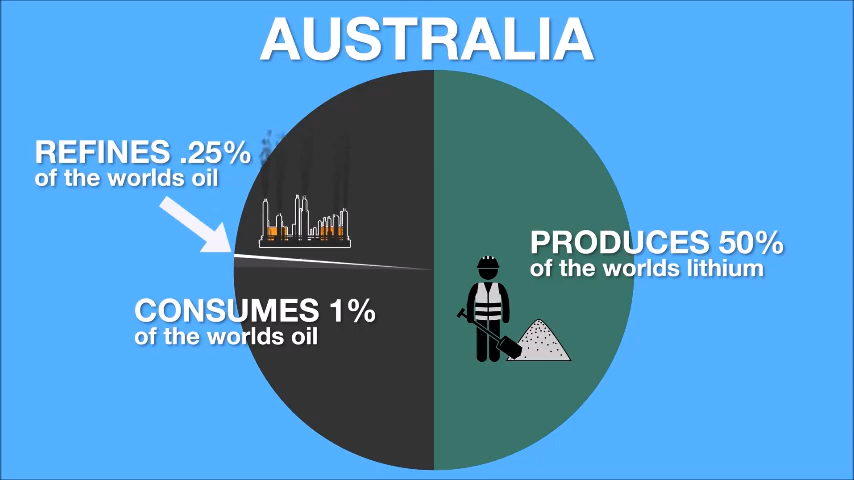 AUSTRALIA
REFINES .25%
of the worlds oil
PRODUCES 50%
of the worlds lithium
CONSUMES 1%
of the worlds oil